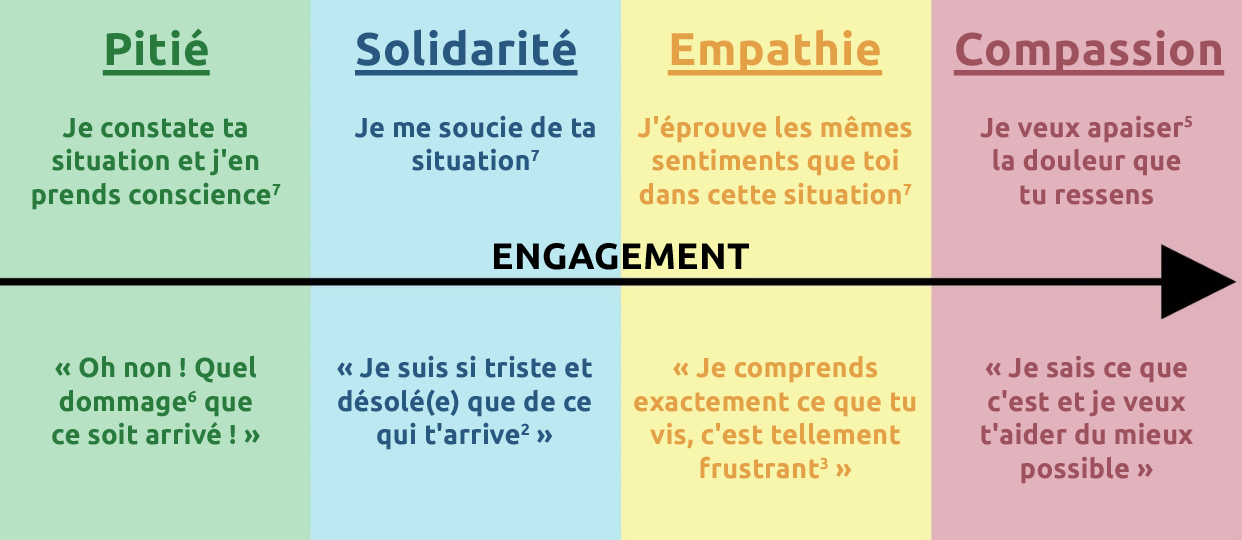 Pitié
Je constate ta
situation et j'en
prends conscience⁷
Solidarité
Je me soucie de ta
situation⁷
Empathie
J'éprouve les mêmes
sentiments que toi
dans cette situation⁷
Compassion
Je veux apaiser⁵
la douleur que
tu ressens
ENGAGEMENT
« Oh non ! Quel
dommage⁶ que
ce soit arrivé ! »
« Je suis si triste et
désolé(e) que de ce
qui t'arrive² »
« Je comprends
exactement ce que tu
vis, c'est tellement
frustrant³ »
« Je sais ce que
c'est et je veux
t'aider du mieux
possible »